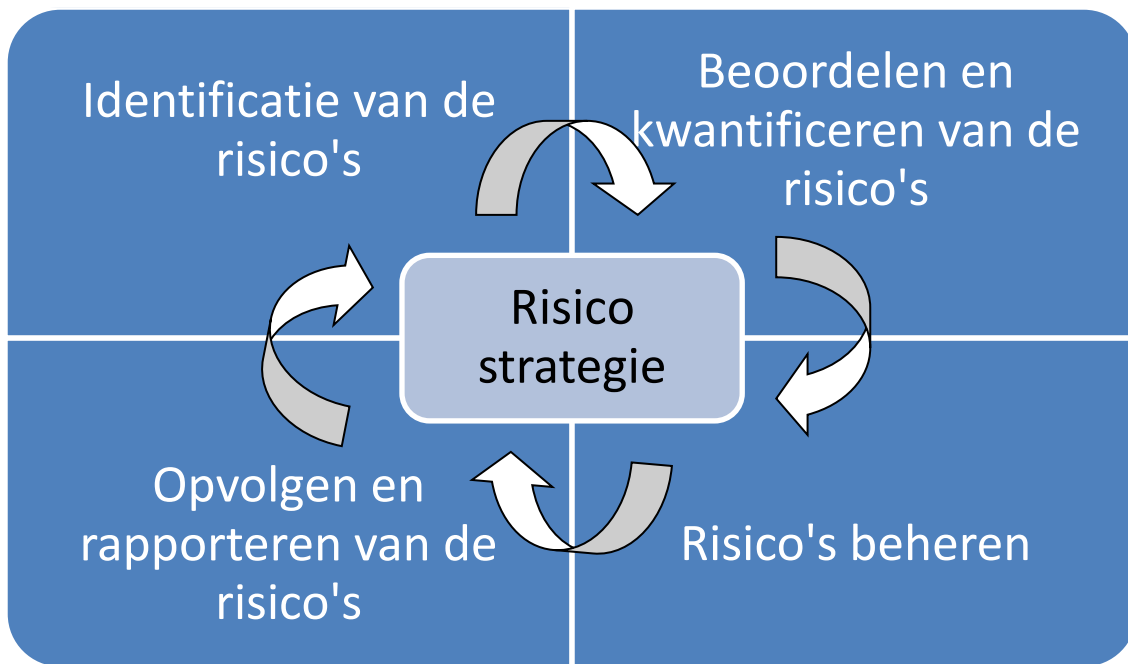 Identificatie van de
risico's
Beoordelen en
kwantificeren van de
risico's
Risico
strategie
Opvolgen en
rapporteren van de
risico's
Risico's beheren